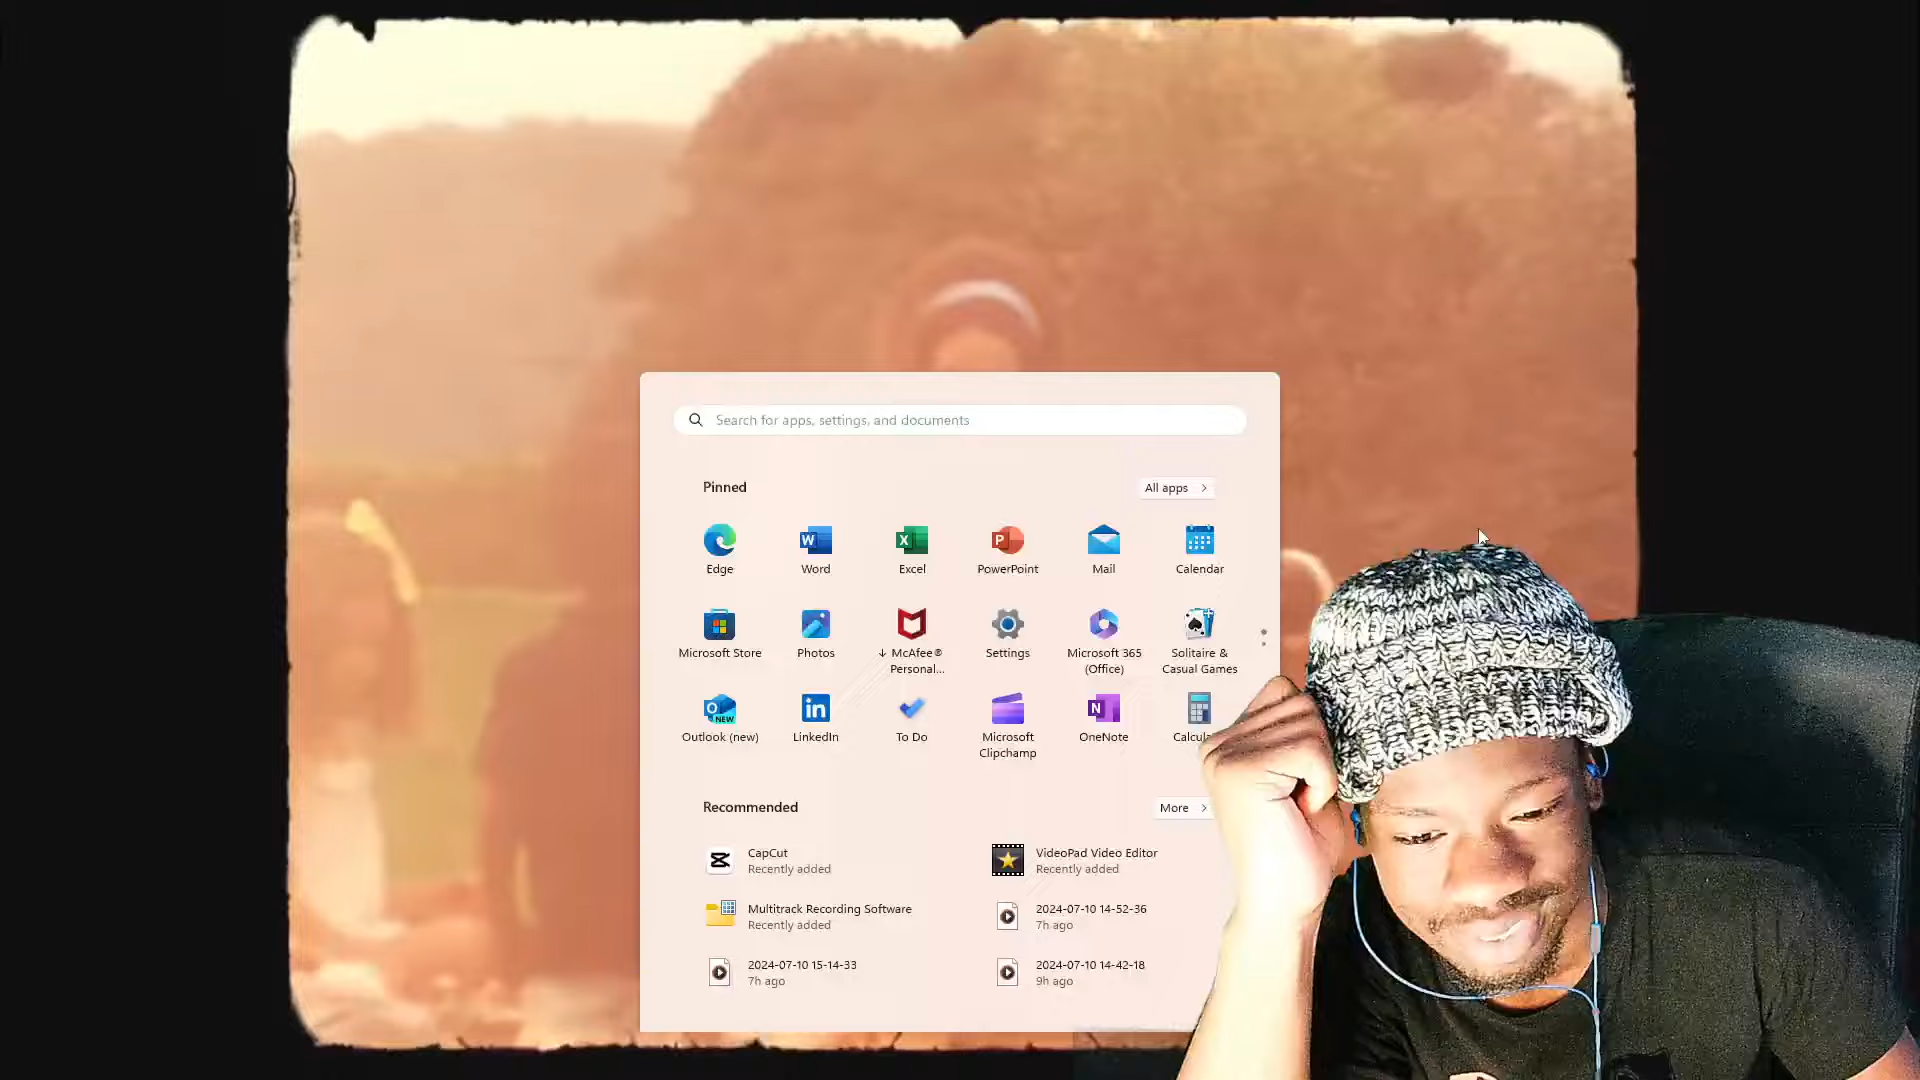 Search for apps, settings, and documents
Pinned
All apps
Edge
Word
Excel
PowerPoint
Mail
Calendar
Microsoft Store
Photos
McAfee®
Personal...
Settings
Microsoft 365
(Office)
Solitaire &
Casual Games
Outlook (new)
LinkedIn
To Do
Microsoft
Clipchamp
OneNote
Recommended
More
CapCut
Recently added
VideoPad Video Editor
Recently added
Multitrack Recording Software
Recently added
2024-07-10 14-52-36
7h ago
2024-07-10 15-14-33
7h ago
2024-07-10 14-42-18
9h ago